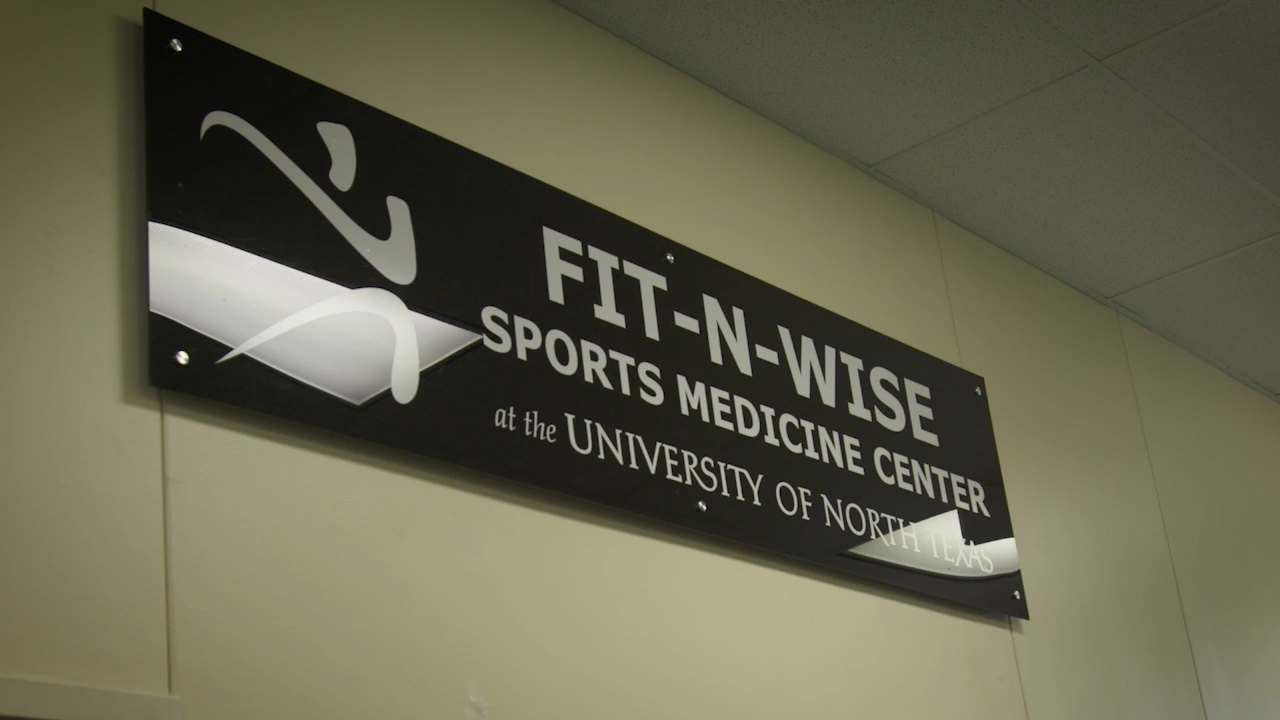 FIT-N-WISE
SPORTS MEDICINE CENTER
at the UNIVERSITY OF NORTH TEXAS